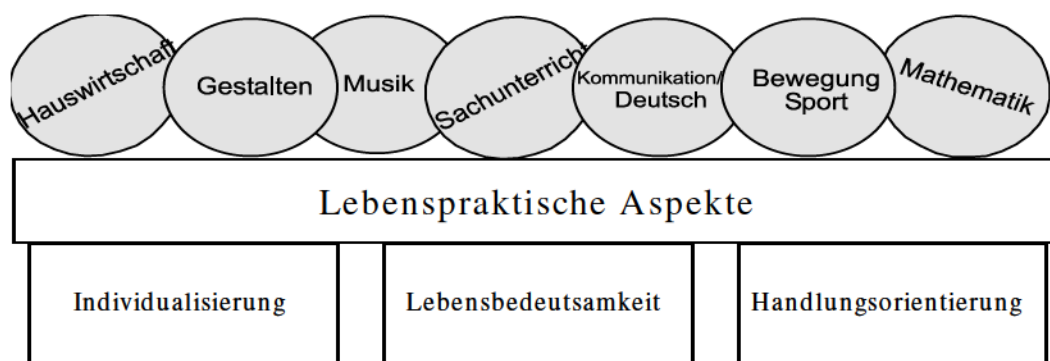 Hauswirtschaft
Gestalten
Musik
Sachunterricht
Kommunikation/
Deutsch
Bewegung
Sport
Mathematik
Lebenspraktische Aspekte
Individualisierung
Lebensbedeutsamkeit
Handlungsorientierung